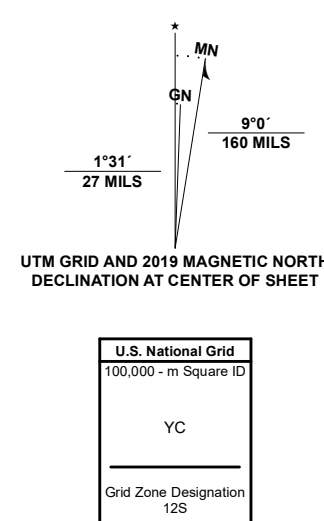 ★
MN
GN
9°0´
160 MILS
1°31´
27 MILS
UTM GRID AND 2019 MAGNETIC NORTH
DECLINATION AT CENTER OF SHEET
U.S. National Grid
100,000 - m Square ID
YC
Grid Zone Designation
12S